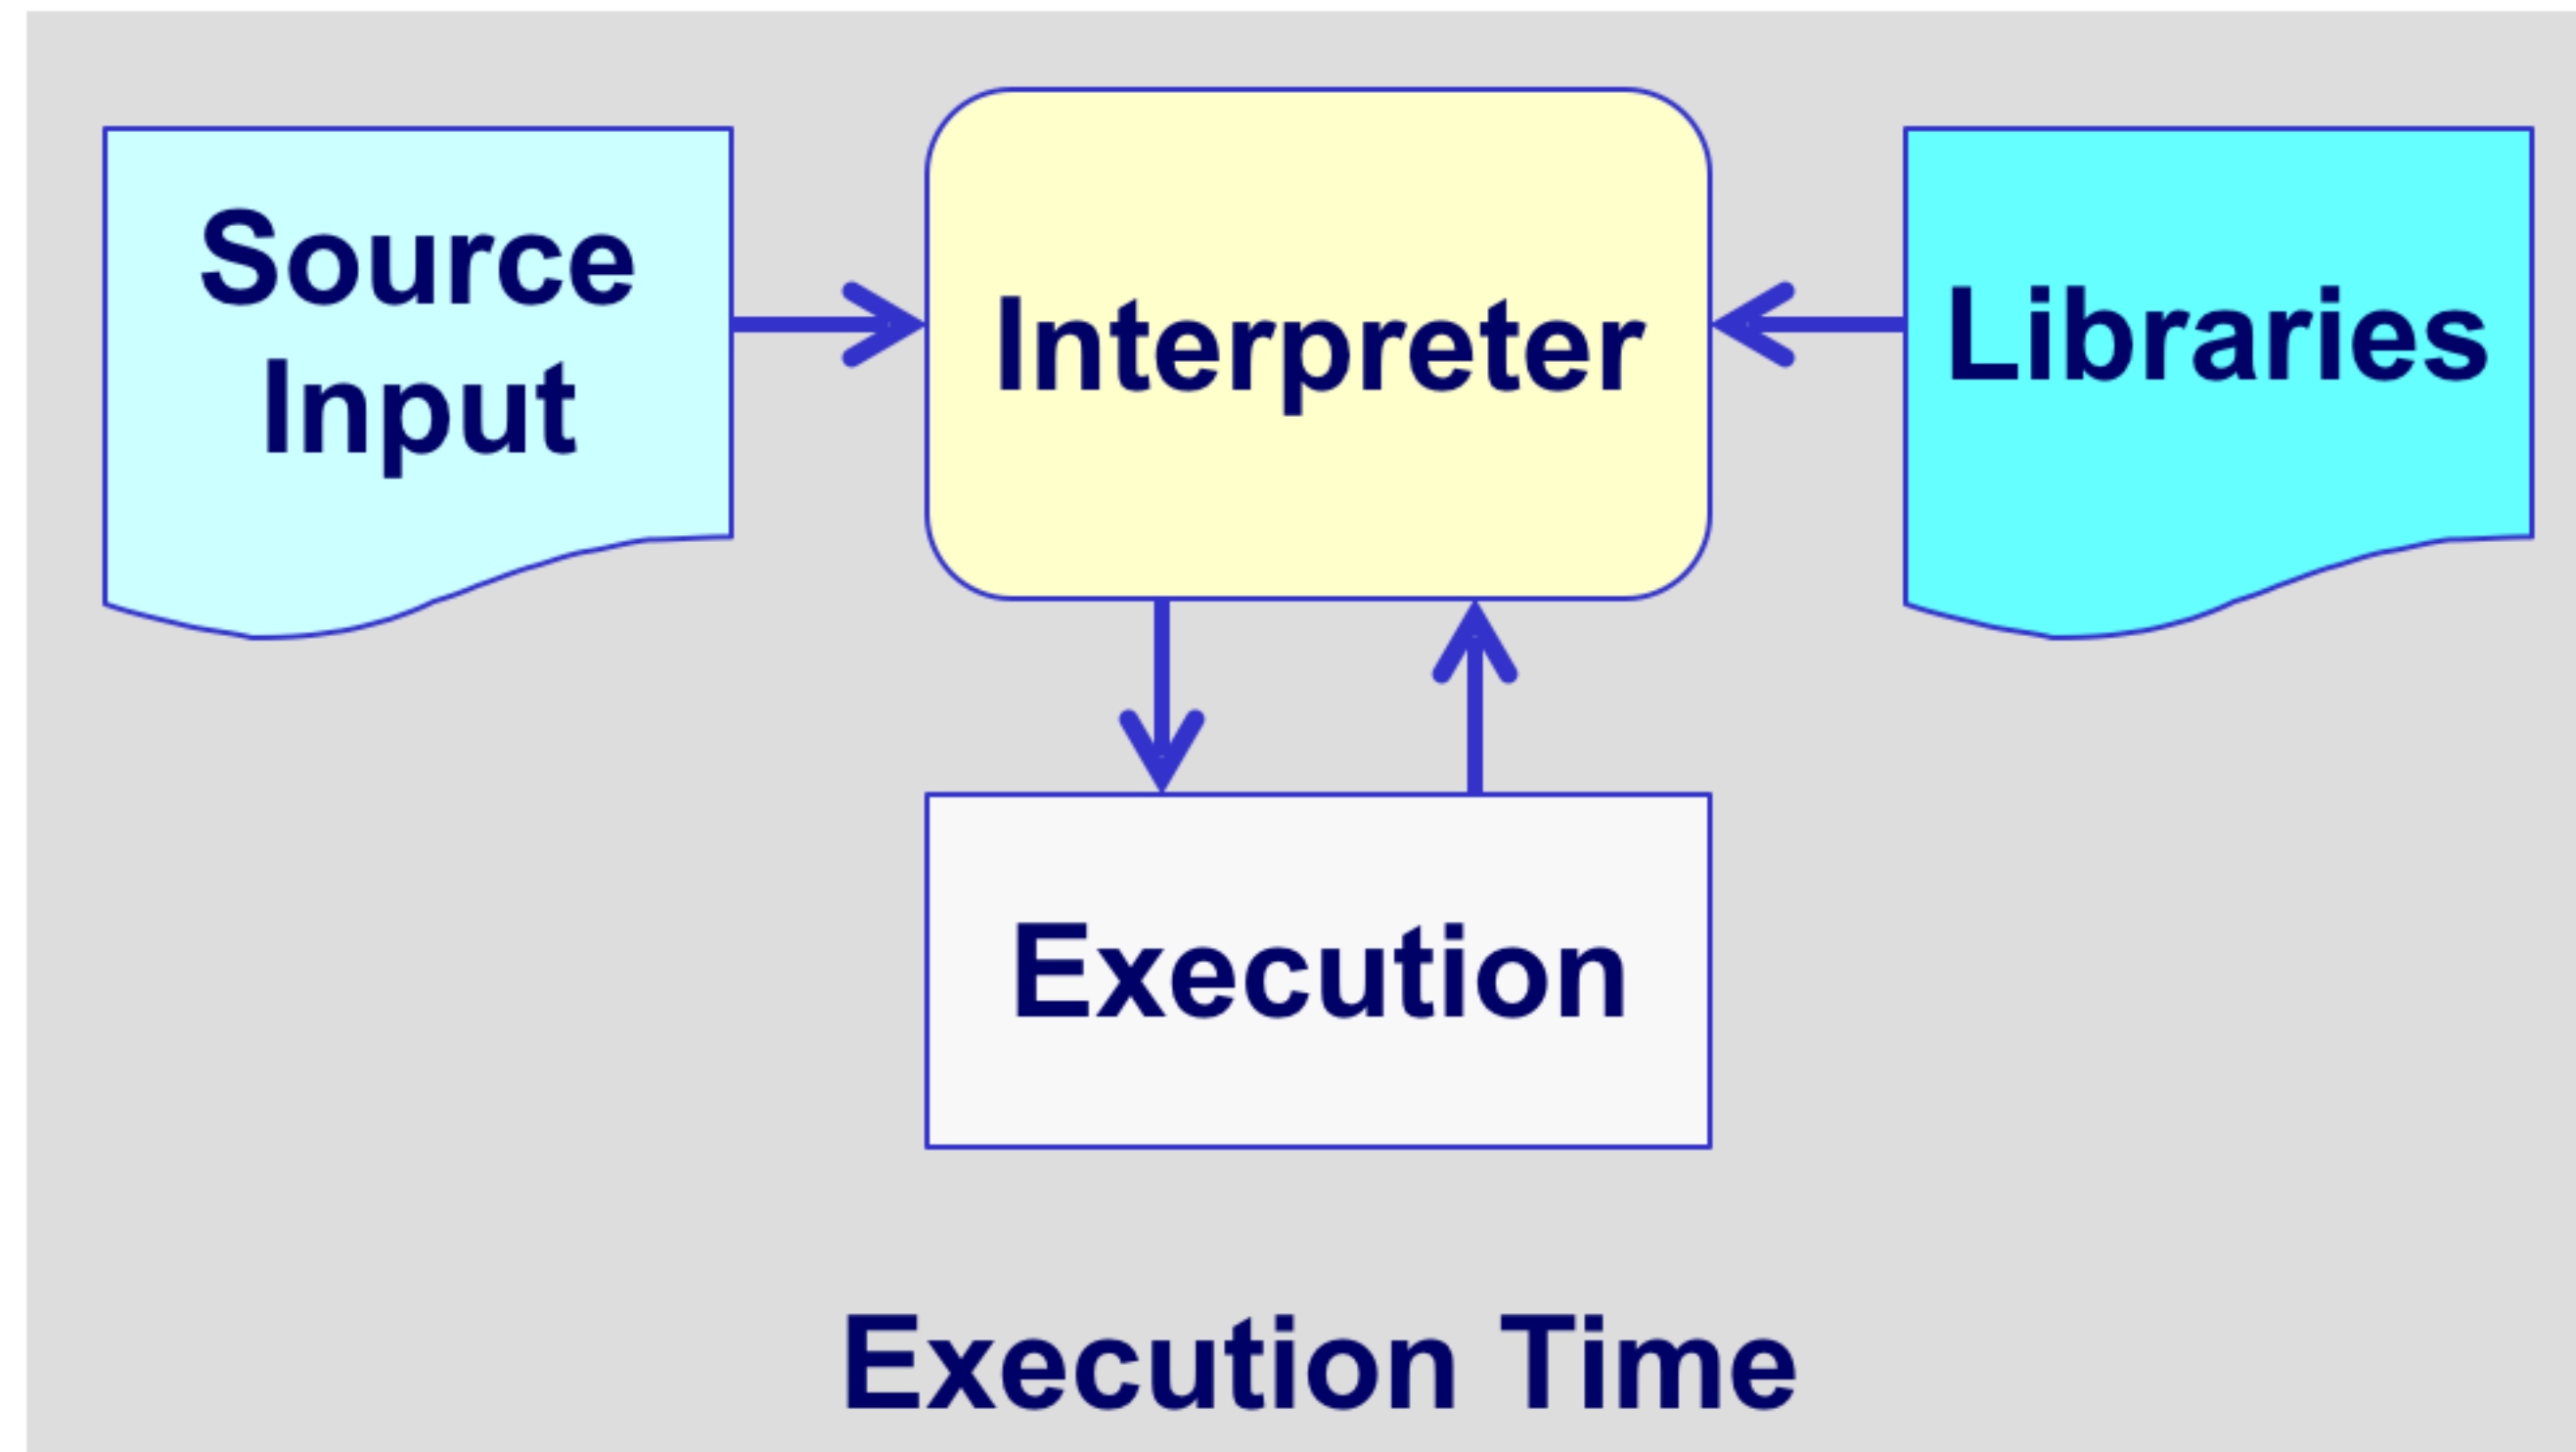 Source
Input
Interpreter
Libraries
Execution
Execution Time